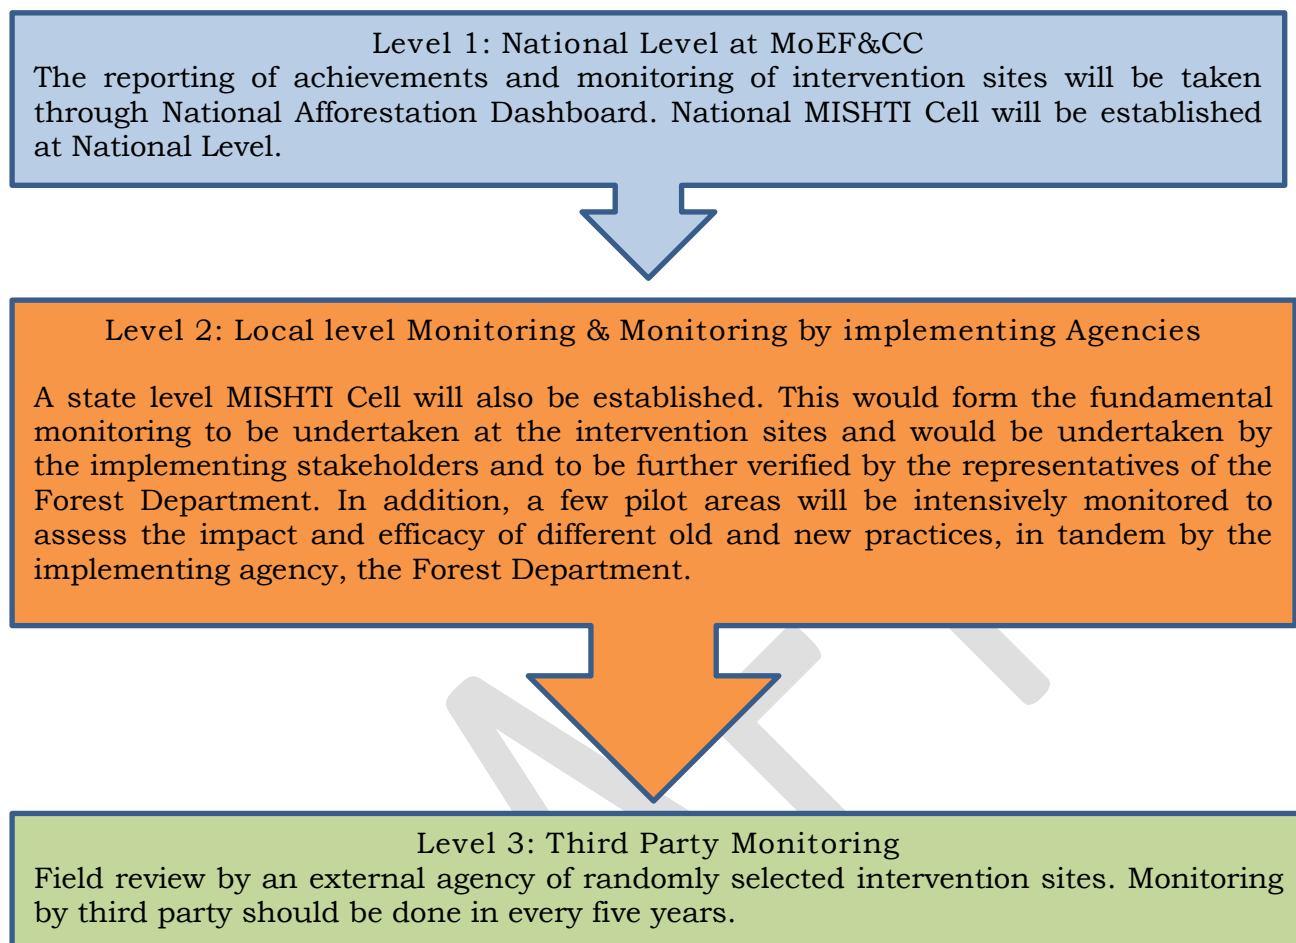 Level 1: National Level at MoEF&CC
The reporting of achievements and monitoring of intervention sites will be taken
through National Afforestation Dashboard. National MISHTI Cell will be established
at National Level.
Level 2: Local level Monitoring & Monitoring by implementing Agencies
A state level MISHTI Cell will also be established. This would form the fundamental
monitoring to be undertaken at the intervention sites and would be undertaken by
the implementing stakeholders and to be further verified by the representatives of the
Forest Department. In addition, a few pilot areas will be intensively monitored to
assess the impact and efficacy of different old and new practices, in tandem by the
implementing agency, the Forest Department.
Level 3: Third Party Monitoring
Field review by an external agency of randomly selected intervention sites. Monitoring
by third party should be done in every five years.